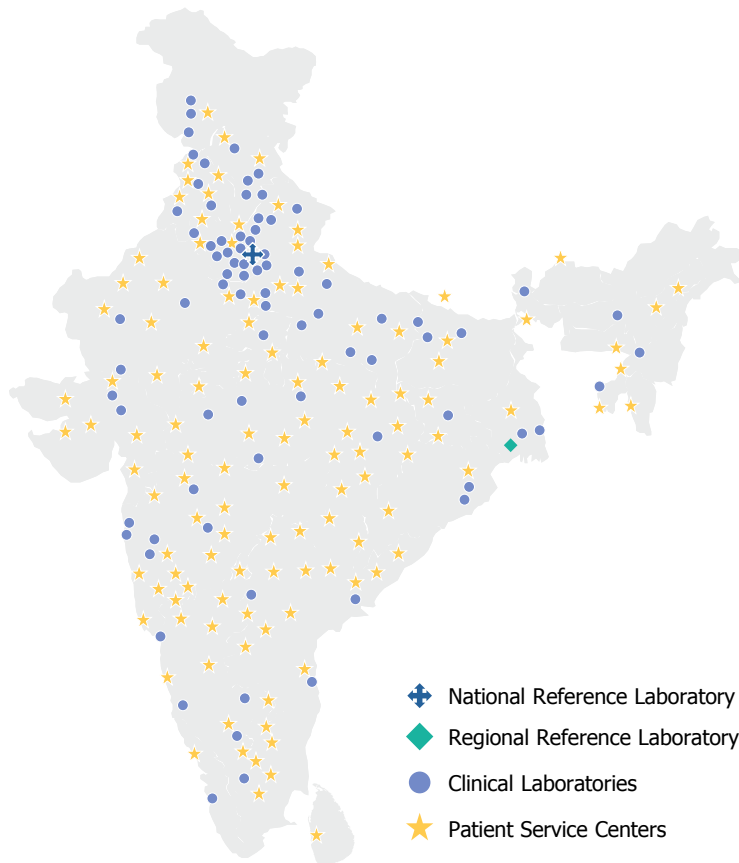 National Reference Laboratory
Regional Reference Laboratory
Clinical Laboratories
Patient Service Centers